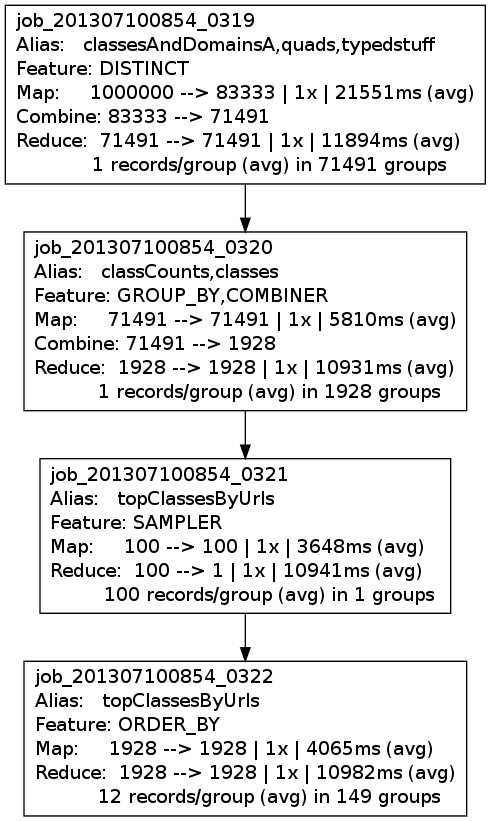 job_201307100854_0319
Alias: classesAndDomainsA,quads,typedstuff
Feature: DISTINCT
Map: 1000000 --> 83333 | 1x | 21551ms (avg)
Combine: 83333 --> 71491
Reduce: 71491 --> 71491 | 1x | 11894ms (avg)
1 records/group (avg) in 71491 groups
job_201307100854_0320
Alias: classCounts,classes
Feature: GROUP_BY,COMBINER
Map: 71491 --> 71491 | 1x | 5810ms (avg)
Combine: 71491 --> 1928
Reduce: 1928 --> 1928 | 1x | 10931ms (avg)
1 records/group (avg) in 1928 groups
job_201307100854_0321
Alias: topClassesByUrls
Feature: SAMPLER
Map: 100 --> 100 | 1x | 3648ms (avg)
Reduce: 100 --> 1 | 1x | 10941ms (avg)
100 records/group (avg) in 1 groups
job_201307100854_0322
Alias: topClassesByUrls
Feature: ORDER_BY
Map: 1928 --> 1928 | 1x | 4065ms (avg)
Reduce: 1928 --> 1928 | 1x | 10982ms (avg)
12 records/group (avg) in 149 groups